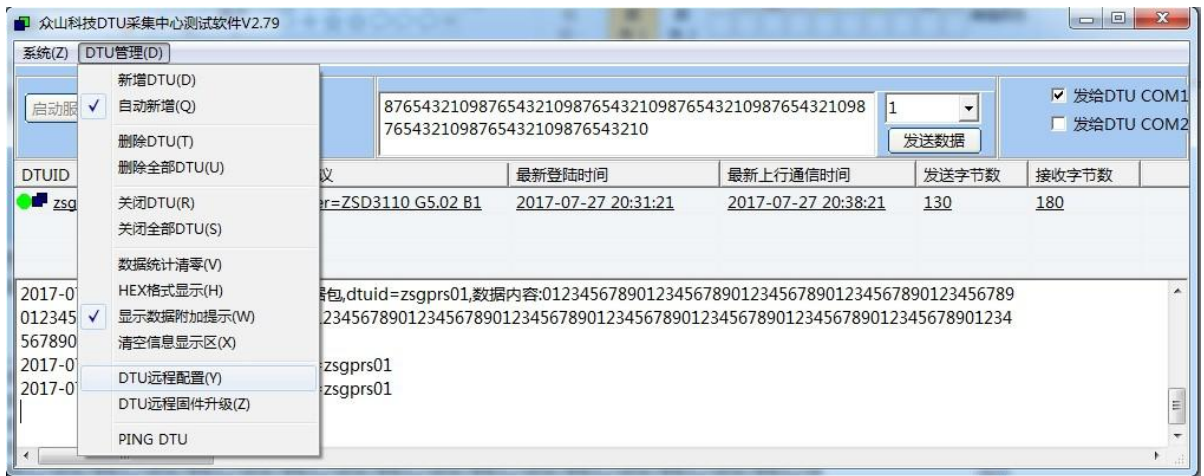 众山科技DTU采集中心测试软件V2.79
系统(Z) DTU管理(D)
新增DTU(D)
自动新增(Q)
删除DTU(T)
删除全部DTU(U)
关闭DTU(R)
关闭全部DTU(S)
数据统计清零(V)
HEX格式显示(H)
显示数据附加提示(W)
清空信息显示区(X)
DTU远程配置(Y)
DTU远程固件升级(Z)
PING DTU
启动服
876543210987654321098765432109876543210987654321098
7654321098765432109876543210
1
发送数据
发给DTU COM1
发给DTU COM2
DTUID 议 最新登陆时间 最新上行通信时间 发送字节数 接收字节数
zsg er=ZSD3110 G5.02 B1 2017-07-27 20:31:21 2017-07-27 20:38:21 130 180
2017-0 据包,dtuid=zsgprs01,数据内容:01234567890123456789012345678901234567890123456789
012345 123456789012345678901234567890123456789012345678901234567890123456789012345678901234
567890
2017-0 =zsgprs01
2017-0 =zsgprs01